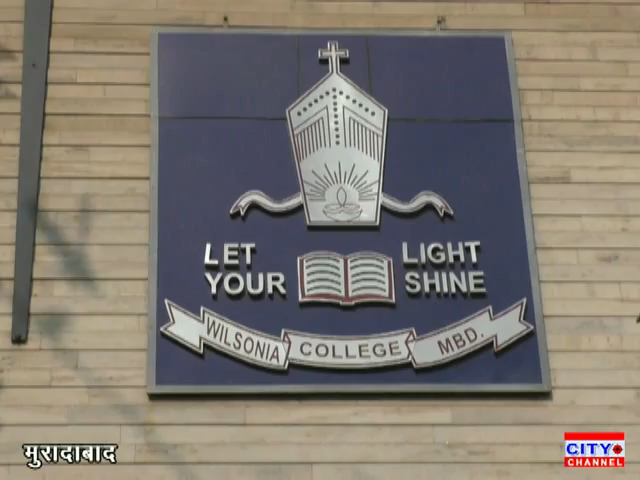 LET LIGHT
YOUR SHINE
WILSONIA COLLEGE MBD.
मुरादाबाद
CITY
CHANNEL